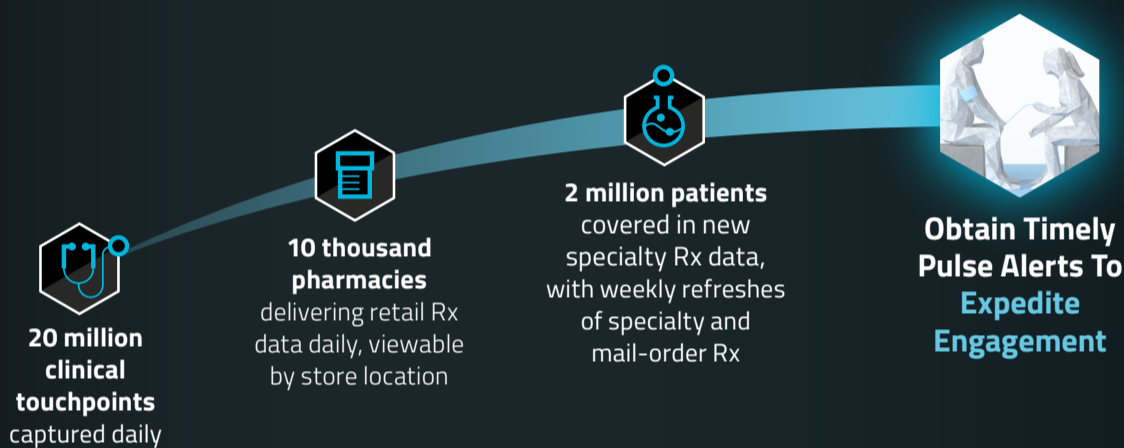 20 million
clinical
touchpoints
captured daily
10 thousand
pharmacies
delivering retail Rx
data daily, viewable
by store location
2 million patients
covered in new
specialty Rx data,
with weekly refreshes
of specialty and
mail-order Rx
Obtain Timely
Pulse Alerts To
Expedite
Engagement